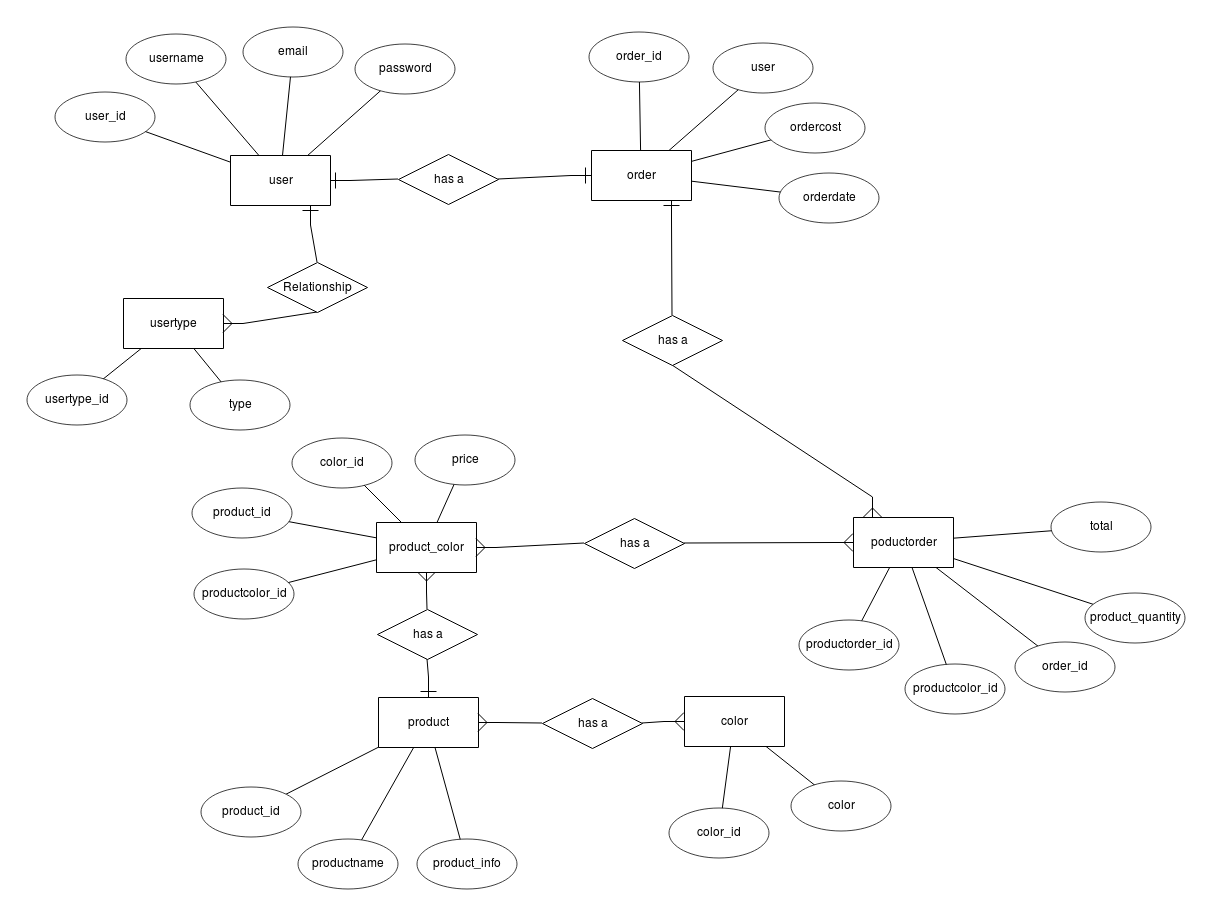 email
username
order_id
password
user
user_id
ordercost
user
has a
order
orderdate
Relationship
usertype
has a
usertype_id
type
color_id
price
product_id
total
product_color
has a
poductorder
productcolor_id
product_quantity
has a
productorder_id
order_id
productcolor_id
product
has a
color
product_id
color
color_id
productname
product_info